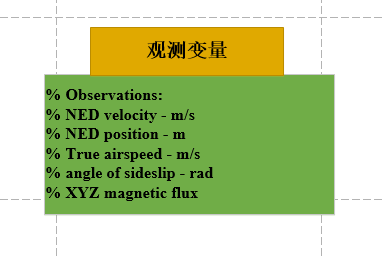 观测变量
% Observations:
% NED velocity - m/s
% NED position - m
% True airspeed - m/s
% angle of sideslip - rad
% XYZ magnetic flux